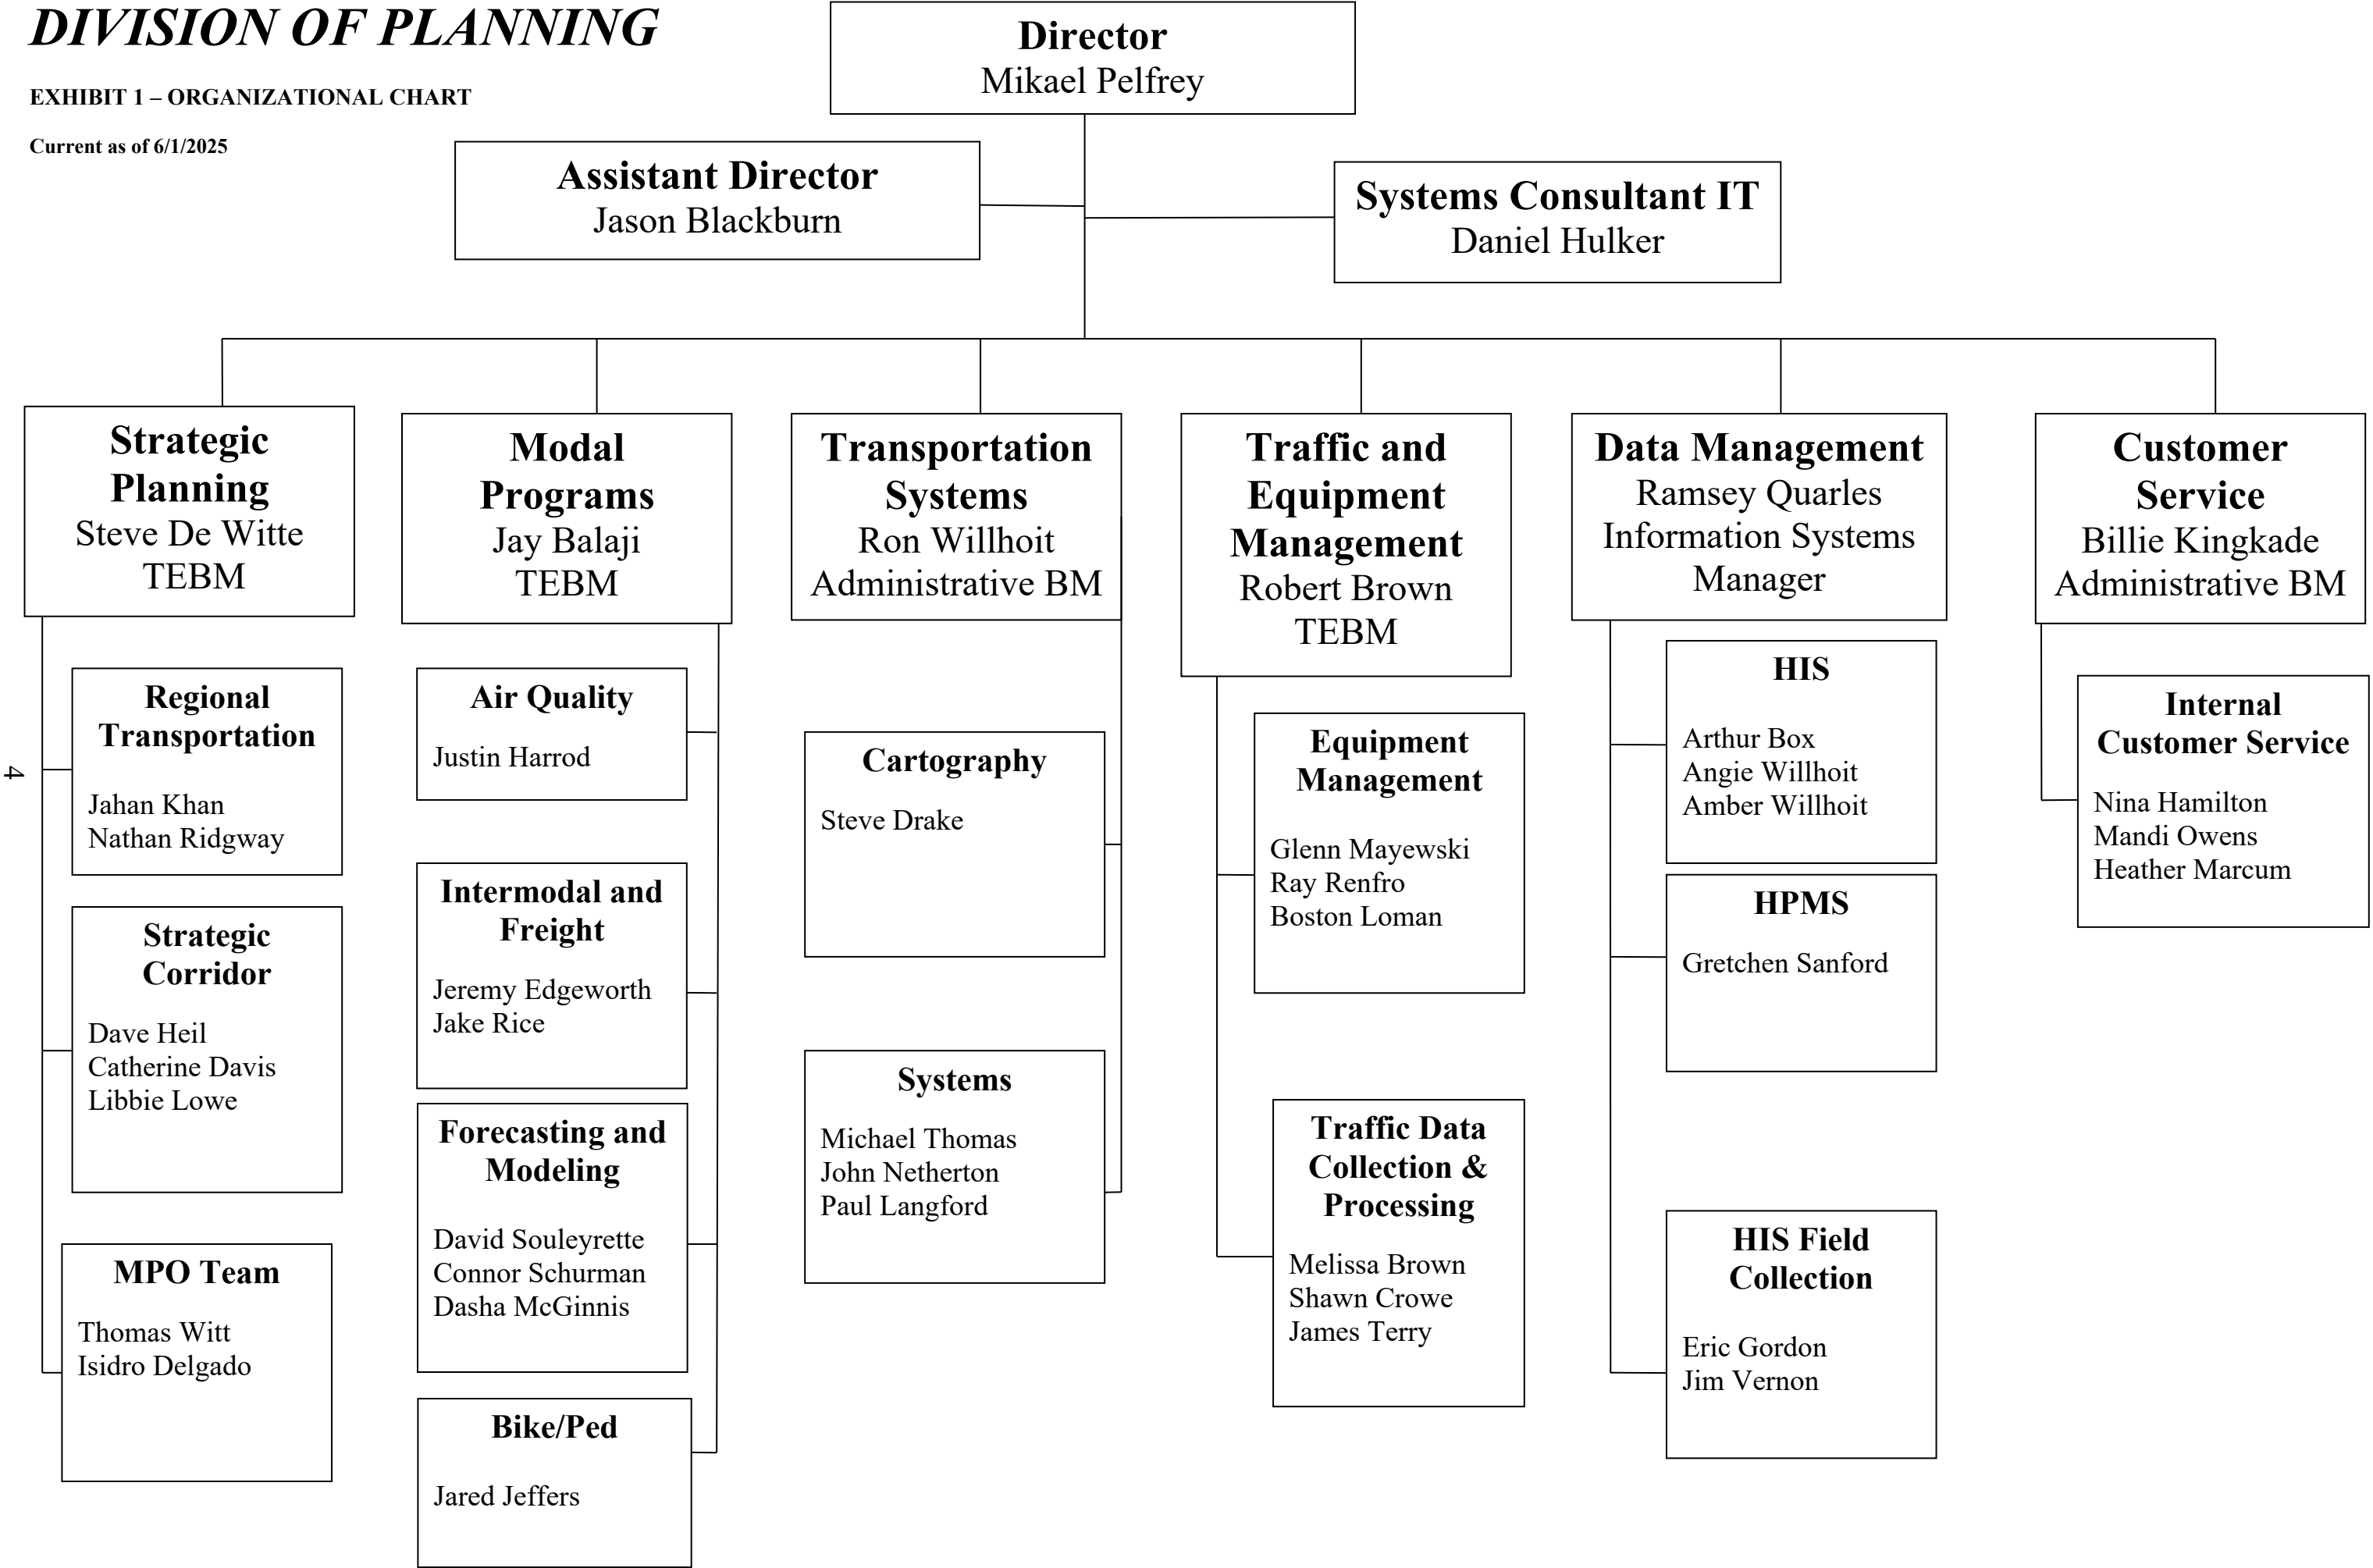 DIVISION OF PLANNING
EXHIBIT 1 – ORGANIZATIONAL CHART
Current as of 6/1/2025
Director
Mikael Pelfrey
Assistant Director
Jason Blackburn
Systems Consultant IT
Daniel Hulker
Strategic
Planning
Steve De Witte
TEBM
Regional
Transportation
Jahan Khan
Nathan Ridgway
Strategic
Corridor
Dave Heil
Catherine Davis
Libbie Lowe
MPO Team
Thomas Witt
Isidro Delgado
Modal
Programs
Jay Balaji
TEBM
Air Quality
Justin Harrod
Intermodal and
Freight
Jeremy Edgeworth
Jake Rice
Forecasting and
Modeling
David Souleyrette
Connor Schurman
Dasha McGinnis
Bike/Ped
Jared Jeffers
Transportation
Systems
Ron Willhoit
Administrative BM
Cartography
Steve Drake
Systems
Michael Thomas
John Netherton
Paul Langford
Traffic and
Equipment
Management
Robert Brown
TEBM
Equipment
Management
Glenn Mayewski
Ray Renfro
Boston Loman
Traffic Data
Collection &
Processing
Melissa Brown
Shawn Crowe
James Terry
Data Management
Ramsey Quarles
Information Systems
Manager
HIS
Arthur Box
Angie Willhoit
Amber Willhoit
HPMS
Gretchen Sanford
HIS Field
Collection
Eric Gordon
Jim Vernon
Customer
Service
Billie Kingkade
Administrative BM
Internal
Customer Service
Nina Hamilton
Mandi Owens
Heather Marcum
4